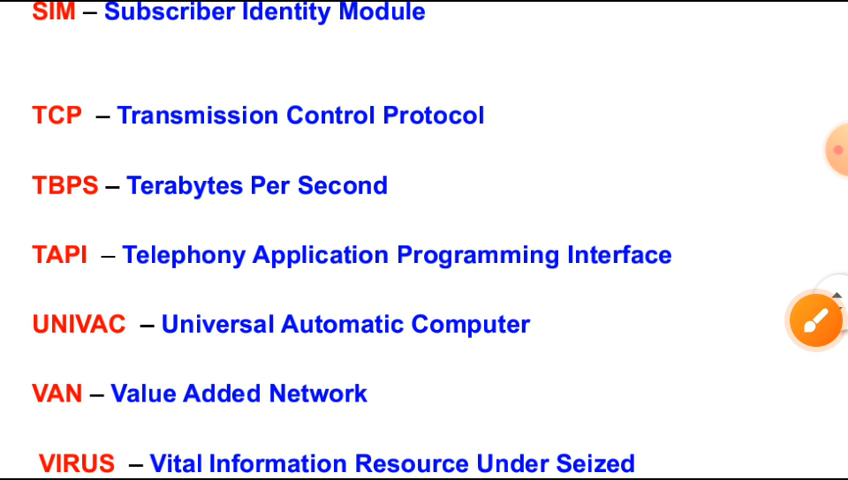 SIM – Subscriber Identity Module
TCP – Transmission Control Protocol
TBPS – Terabytes Per Second
TAPI – Telephony Application Programming Interface
UNIVAC – Universal Automatic Computer
VAN – Value Added Network
VIRUS – Vital Information Resource Under Seized